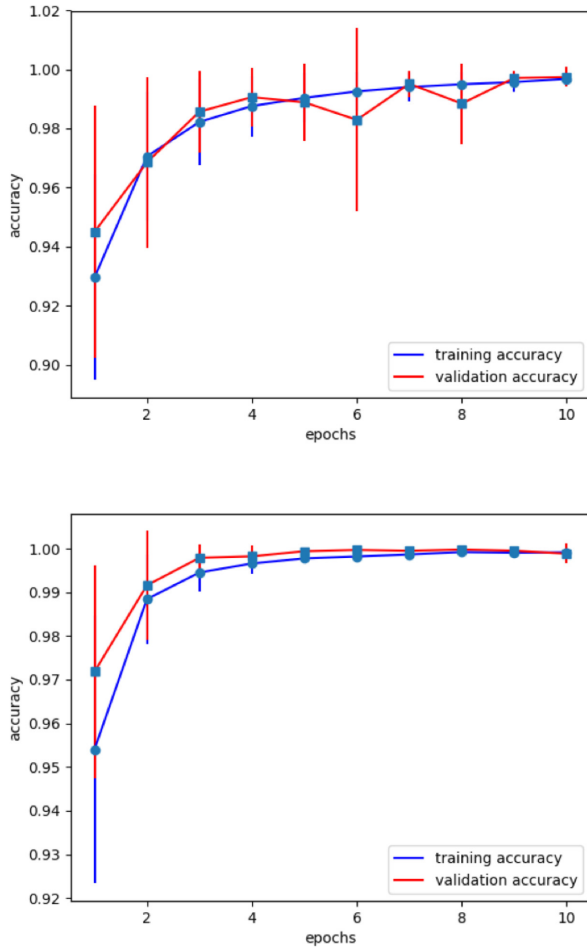 1.02
1.00
0.98
0.96
0.94
0.92
0.90
accuracy
training accuracy
validation accuracy
2 4 6 8 10
epochs
1.00
0.99
0.98
0.97
0.96
0.95
0.94
0.93
0.92
accuracy
training accuracy
validation accuracy
2 4 6 8 10
epochs